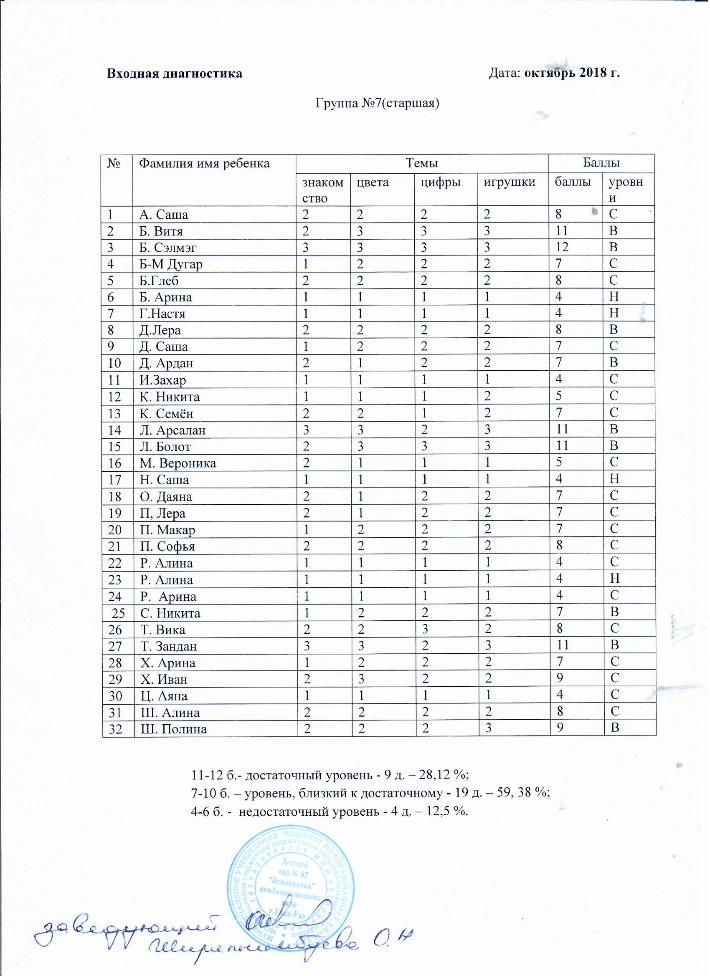 Входная диагностика Дата: октябрь 2018 г.
Группа №7(старшая)
№ Фамилия имя ребенка Темы Баллы
знаком цвета цифры игрушки баллы уровн
ство и
1 А. Саша 2 2 2 2 8 С
2 Б. Витя 2 3 3 3 11 В
3 Б. Сэлмэг 3 3 3 3 12 В
4 Б-М Дугар 1 2 2 2 7 С
5 Б.Глеб 2 2 2 2 8 С
6 Б. Арина 1 1 1 1 4 Н
7 Г.Настя 1 1 1 1 4 Н
8 Д.Лера 2 2 2 2 8 В
9 Д. Саша 1 2 2 2 7 С
10 Д. Ардан 2 1 2 2 7 В
11 И.Захар 1 1 1 1 4 С
12 К. Никита 1 1 1 2 5 С
13 К. Семён 2 2 1 2 7 С
14 Л. Арсалан 3 3 2 3 11 В
15 Л. Болот 2 3 3 3 11 В
16 М. Вероника 2 1 1 1 5 С
17 Н. Саша 1 1 1 1 4 Н
18 О. Даяна 2 1 2 2 7 С
19 П, Лера 2 1 2 2 7 С
20 П. Макар 1 2 2 2 7 С
21 П. Софья 2 2 2 2 8 С
22 Р. Алина 1 1 1 1 4 С
23 Р. Алина 1 1 1 1 4 Н
24 Р. Арина 1 1 1 1 4 С
25 С. Никита 1 2 2 2 7 В
26 Т. Вика 2 2 3 2 8 С
27 Т. Зандан 3 3 2 3 11 В
28 Х. Арина 1 2 2 2 7 С
29 Х. Иван 2 3 2 2 9 С
30 Ц. Аяна 1 1 1 1 4 С
31 Ш. Алина 2 2 2 2 8 С
32 Ш. Полина 2 2 2 3 9 В
11-12 б.- достаточный уровень - 9 д. – 28,12 %;
7-10 б. – уровень, близкий к достаточному - 19 д. – 59, 38 %;
4-6 б. - недостаточный уровень - 4 д. – 12,5 %.
Детский
сад № 97
комбинированного
вида
заведующий
О.Н